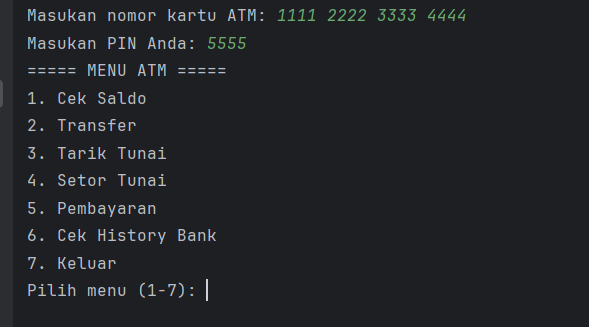 Masukan nomor kartu ATM: 1111 2222 3333 4444
Masukan PIN Anda: 5555
===== MENU ATM =====
1. Cek Saldo
2. Transfer
3. Tarik Tunai
4. Setor Tunai
5. Pembayaran
6. Cek History Bank
7. Keluar
Pilih menu (1-7):